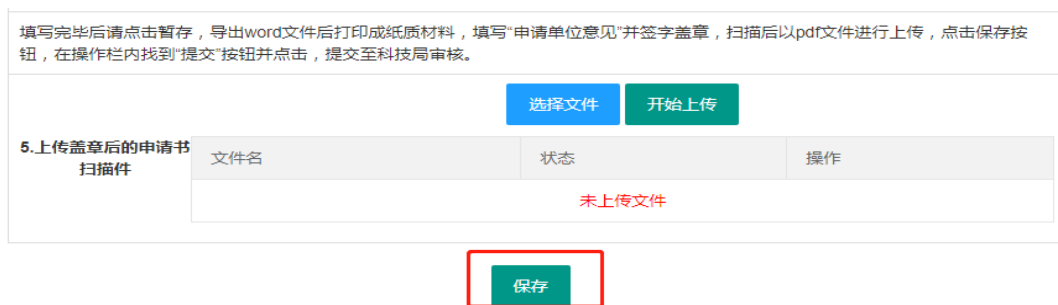 填写完毕后请点击暂存，导出word文件后打印成纸质材料，填写“申请单位意见”并签字盖章，扫描后以pdf文件进行上传，点击保存按
钮，在操作栏内找到“提交”按钮并点击，提交至科技局审核。
选择文件 开始上传
5.上传盖章后的申请书
扫描件
文件名 状态 操作
未上传文件
保存